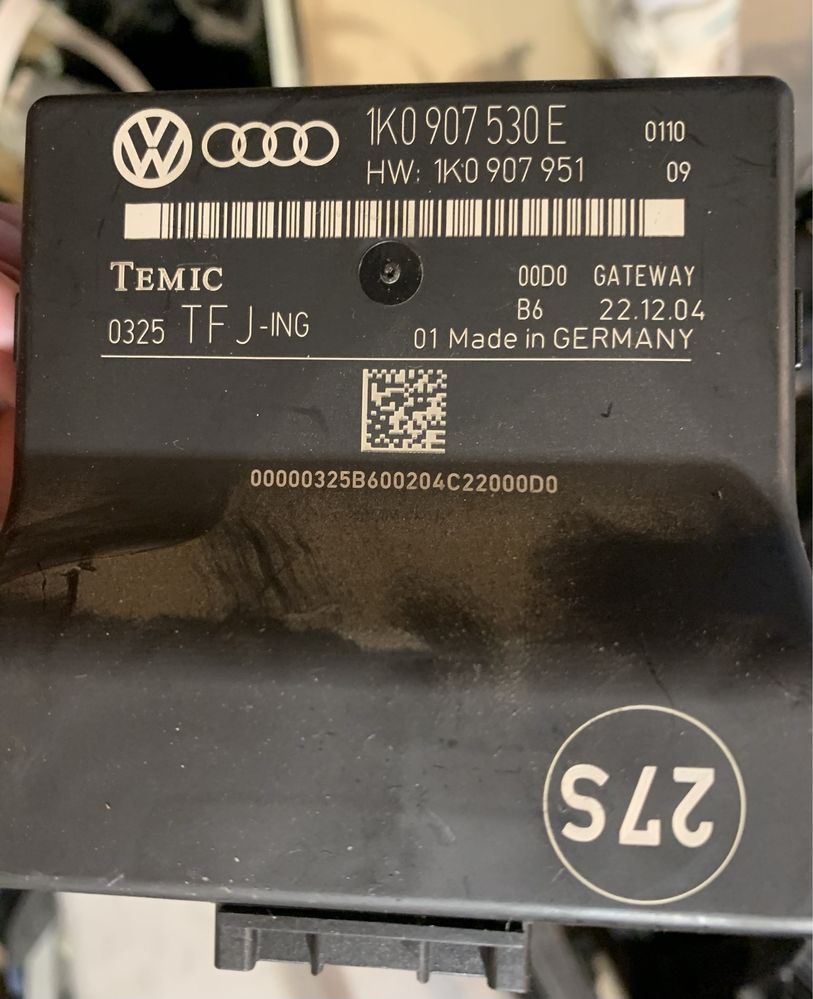 1K0 907 530 E 0110
HW: 1K0 907 951 09
TEMIC 00D0 GATEWAY
B6 22.12.04
0325 TFJ-ING 01 Made in GERMANY
00000325B600204C22000D0
27S